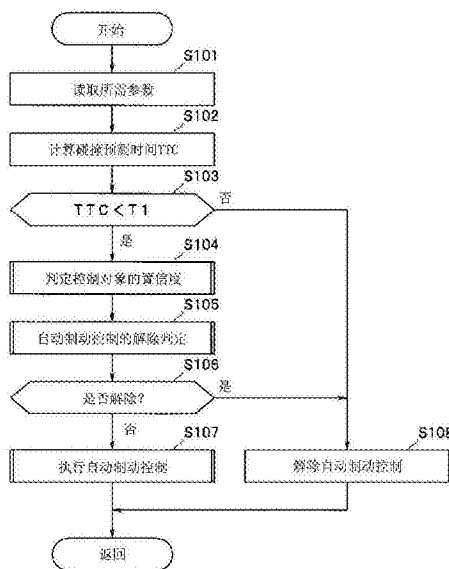 开始
S101
读取所需参数
S102
计算碰撞预测时间TTC
S103
TTC<T1
否
是
S104
判定控制对象的置信度
S105
自动制动控制的解除判定
S106
是否解除?
是
否
S107
执行自动制动控制
S108
解除自动制动控制
返回